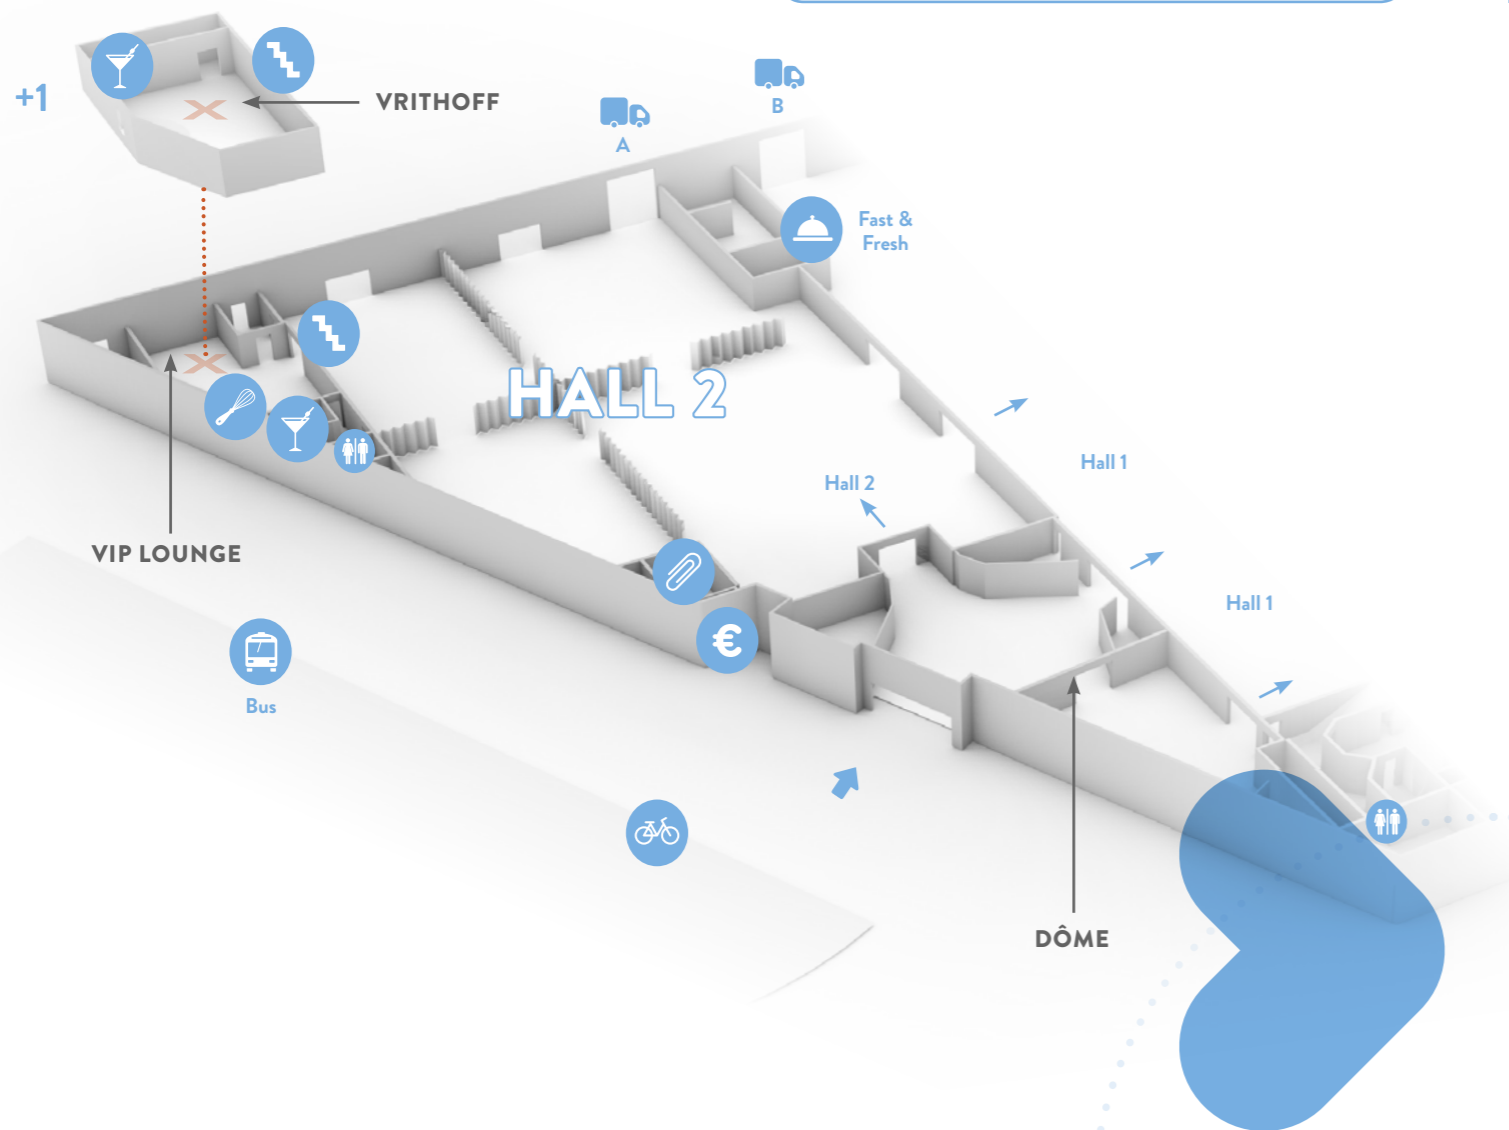 +1
VRITHOFF
A
B
Fast &
Fresh
HALL 2
Hall 1
Hall 2
VIP LOUNGE
Hall 1
€
Bus
DÔME